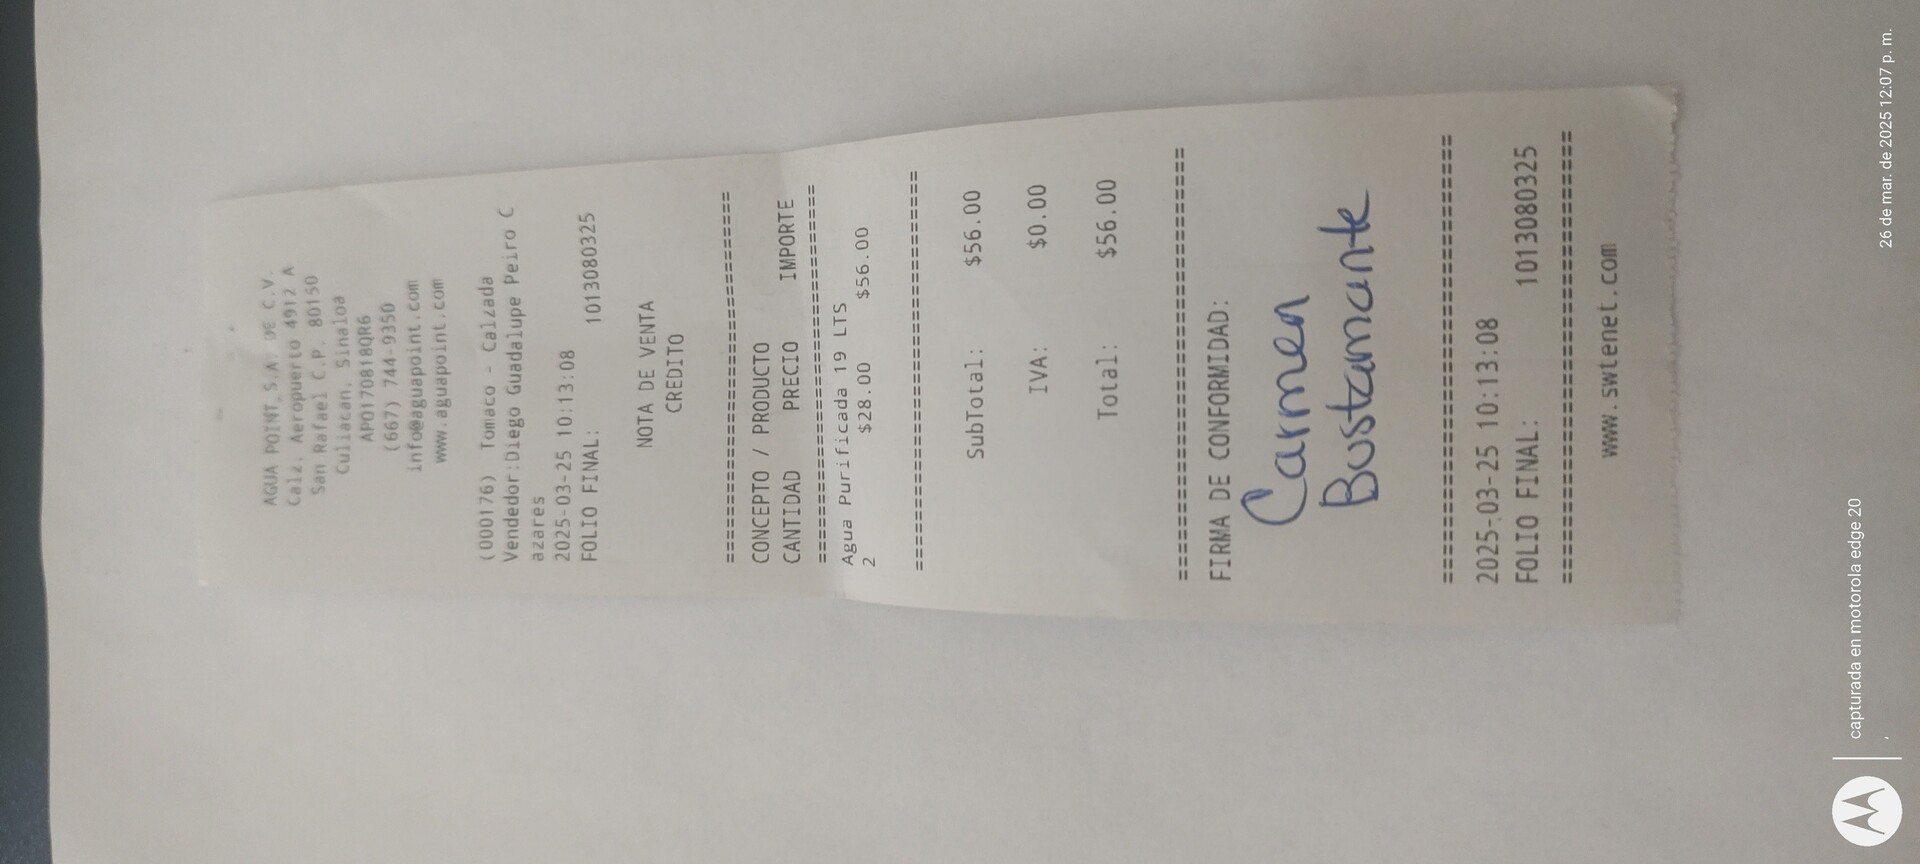 AGUA POINT S.A. DE C.V.
Calz. Aeropuerto 4912 A
San Rafael C.P. 80150
Culiacan, Sinaloa
APO170818QR6
(667) 744-9350
info@aguapoint.com
www.aguapoint.com
(000176) Tomaco - Calzada
Vendedor:Diego Guadalupe Peiro C
azares
2025-03-25 10:13:08
FOLIO FINAL: 1013080325
NOTA DE VENTA
CREDITO
================================
CONCEPTO / PRODUCTO
CANTIDAD PRECIO IMPORTE
================================
Agua Purificada 19 LTS
2 $28.00 $56.00
================================
SubTotal: $56.00
IVA: $0.00
Total: $56.00
================================
FIRMA DE CONFORMIDAD:
Carmen
Bustamante
================================
2025-03-25 10:13:08
FOLIO FINAL: 1013080325
================================
www.swtenet.com
capturada en motorola edge 20
,
26 de mar. de 2025 12:07 p. m.